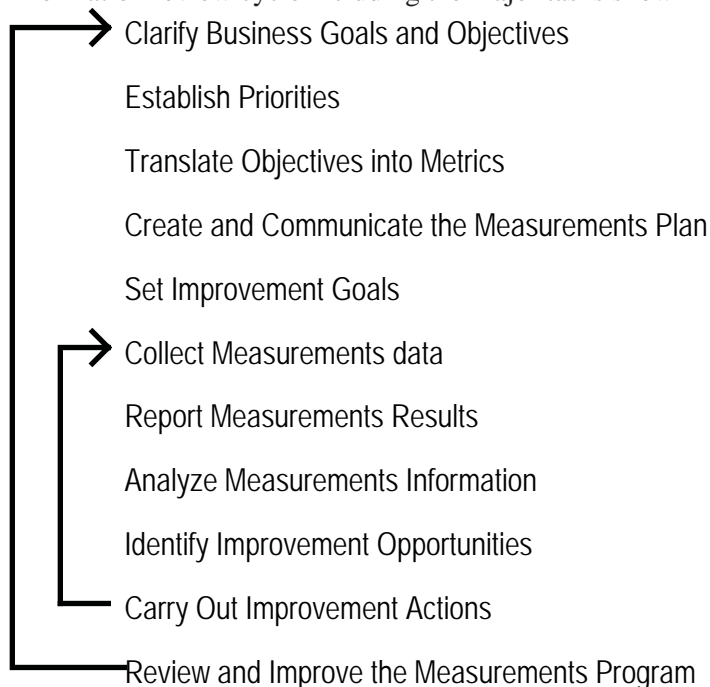 Clarify Business Goals and Objectives
Establish Priorities
Translate Objectives into Metrics
Create and Communicate the Measurements Plan
Set Improvement Goals
Collect Measurements data
Report Measurements Results
Analyze Measurements Information
Identify Improvement Opportunities
Carry Out Improvement Actions
Review and Improve the Measurements Program